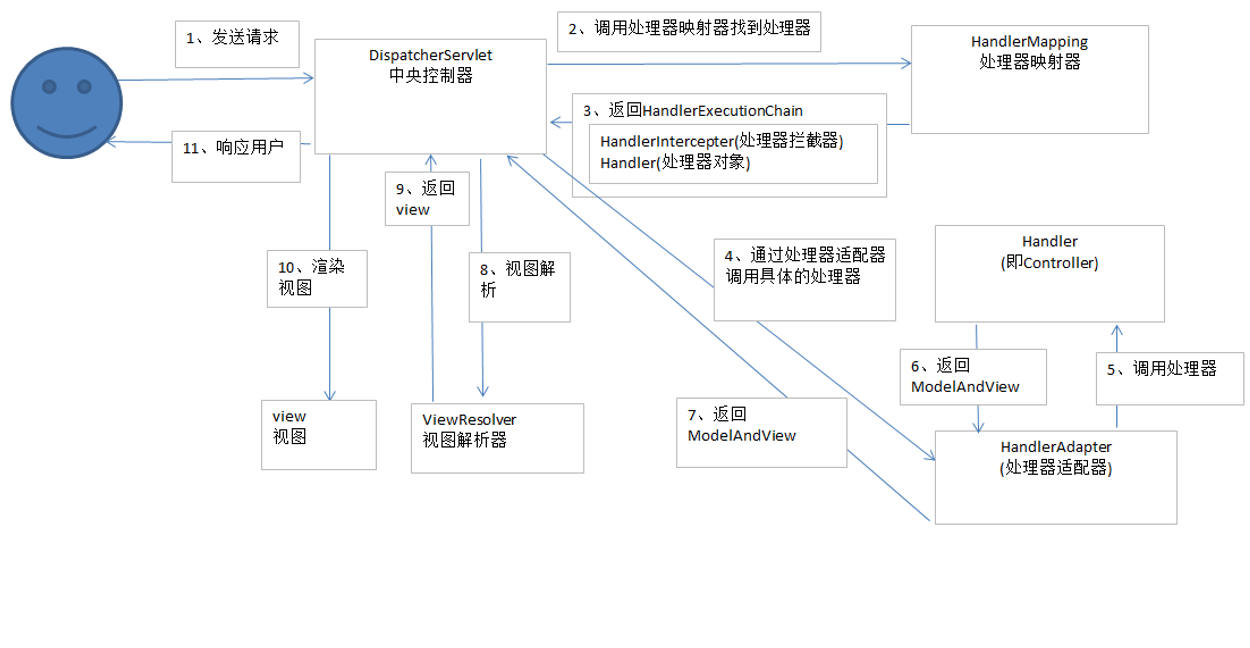 1、发送请求
DispatcherServlet
中央控制器
2、调用处理器映射器找到处理器
HandlerMapping
处理器映射器
3、返回HandlerExecutionChain
HandlerIntercepter(处理器拦截器)
Handler(处理器对象)
11、响应用户
9、返回
view
4、通过处理器适配器
调用具体的处理器
Handler
(即Controller)
10、渲染
视图
8、视图解
析
6、返回
ModelAndView
5、调用处理器
view
视图
ViewResolver
视图解析器
7、返回
ModelAndView
HandlerAdapter
(处理器适配器)